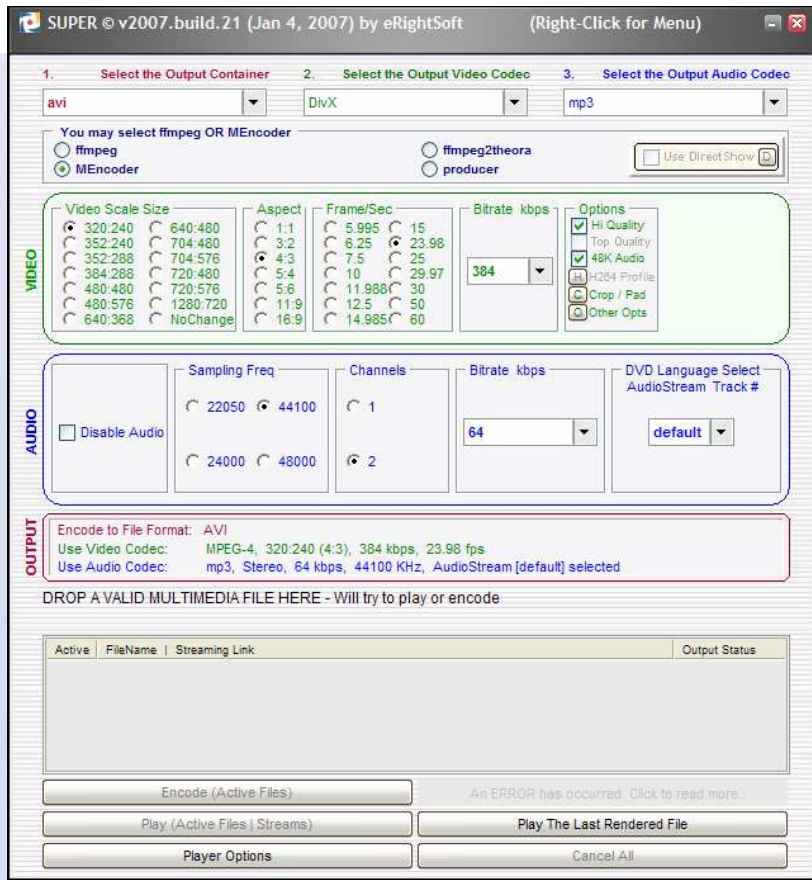 SUPER © v2007.build.21 (Jan 4, 2007) by eRightSoft (Right-Click for Menu)
1. Select the Output Container 2. Select the Output Video Codec 3. Select the Output Audio Codec
avi DivX mp3
You may select ffmpeg OR MEncoder
ffmpeg ffmpeg2theora
MEncoder producer
Use DirectShow D
VIDEO
Video Scale Size Aspect Frame/Sec Bitrate kbps Options
320:240 640:480 1:1 5.995 15 Hi Quality
352:240 704:480 3:2 6.25 23.98 Top Quality
352:288 704:576 4:3 7.5 25 384 48K Audio
384:288 720:480 5:4 10 29.97 H H264 Profile
480:480 720:576 5:6 11.988 30 C Crop / Pad
480:576 1280:720 11:9 12.5 50 O Other Opts
640:368 NoChange 16:9 14.985 60
AUDIO
Sampling Freq Channels Bitrate kbps DVD Language Select
AudioStream Track #
22050 44100 1
Disable Audio 64 default
24000 48000 2
OUTPUT
Encode to File Format: AVI
Use Video Codec: MPEG-4, 320:240 (4:3), 384 kbps, 23.98 fps
Use Audio Codec: mp3, Stereo, 64 kbps, 44100 KHz, AudioStream [default] selected
DROP A VALID MULTIMEDIA FILE HERE - Will try to play or encode
Active FileName | Streaming Link Output Status
Encode (Active Files) An ERROR has occurred. Click to read more..
Play (Active Files | Streams) Play The Last Rendered File
Player Options Cancel All